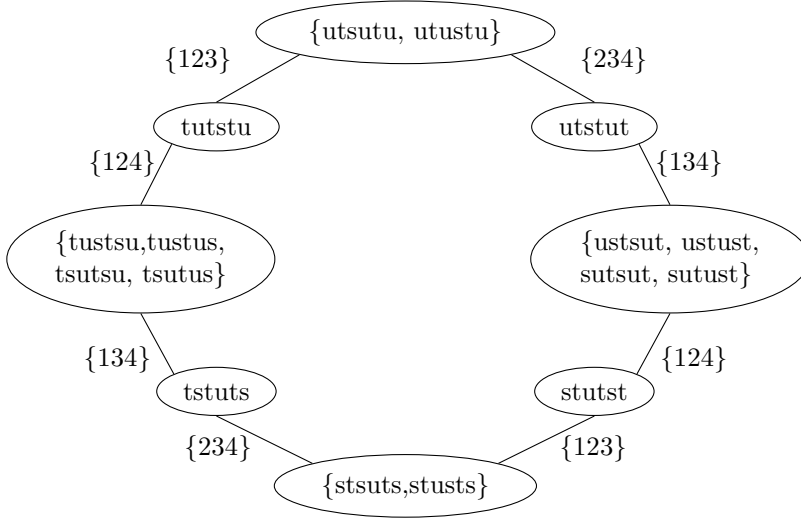 {utsutu, utustu}
{123}
{234}
tutstu
utstut
{124}
{134}
{tustsu,tustus,
tsutsu, tsutus}
{ustsut, ustust,
sutsut, sutust}
{134}
{124}
tstuts
stutst
{234}
{123}
{stsuts,stusts}